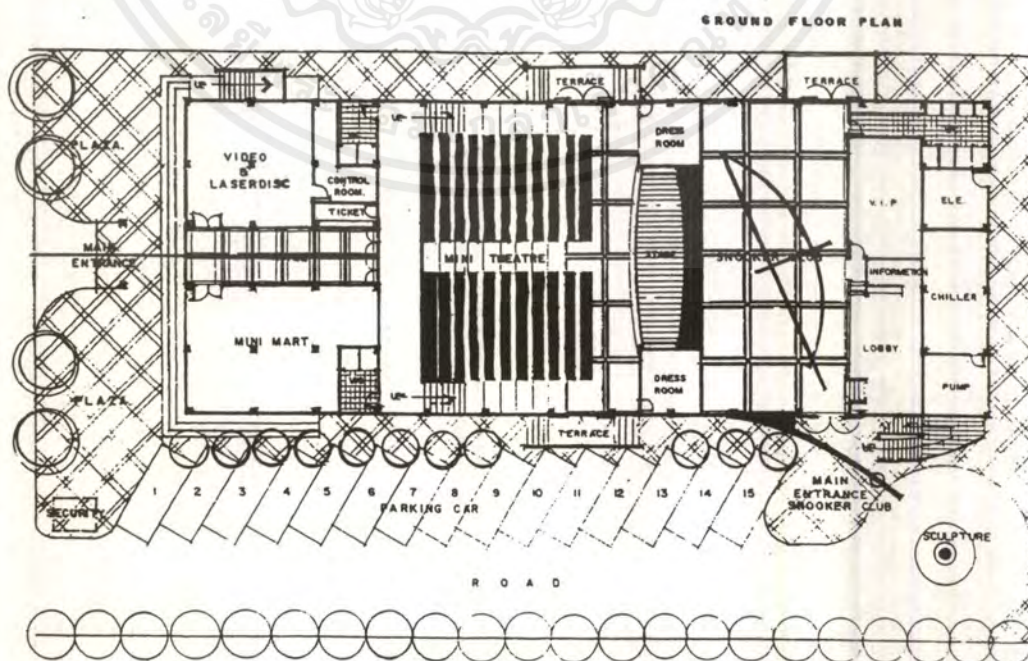 GROUND FLOOR PLAN
UP
TERRACE
TERRACE
PLAZA.
VIDEO
&
LASERDISC
UP
UP
CONTROL
ROOM.
TICKET
DRESS
ROOM
V.I.P
ELE.
MAIN
ENTRANCE
MINI THEATRE
STAGE
SNOOKER CLUB
INFORMATION
CHILLER
MINI MART
LOBBY.
PLAZA
UP
DRESS
ROOM
PUMP
TERRACE
UP
1 2 3 4 5 6 7 8 9 10 11 12 13 14 15
PARKING CAR
MAIN
ENTRANCE
SNOOKER CLUB
SECURITY
SCULPTURE
ROAD